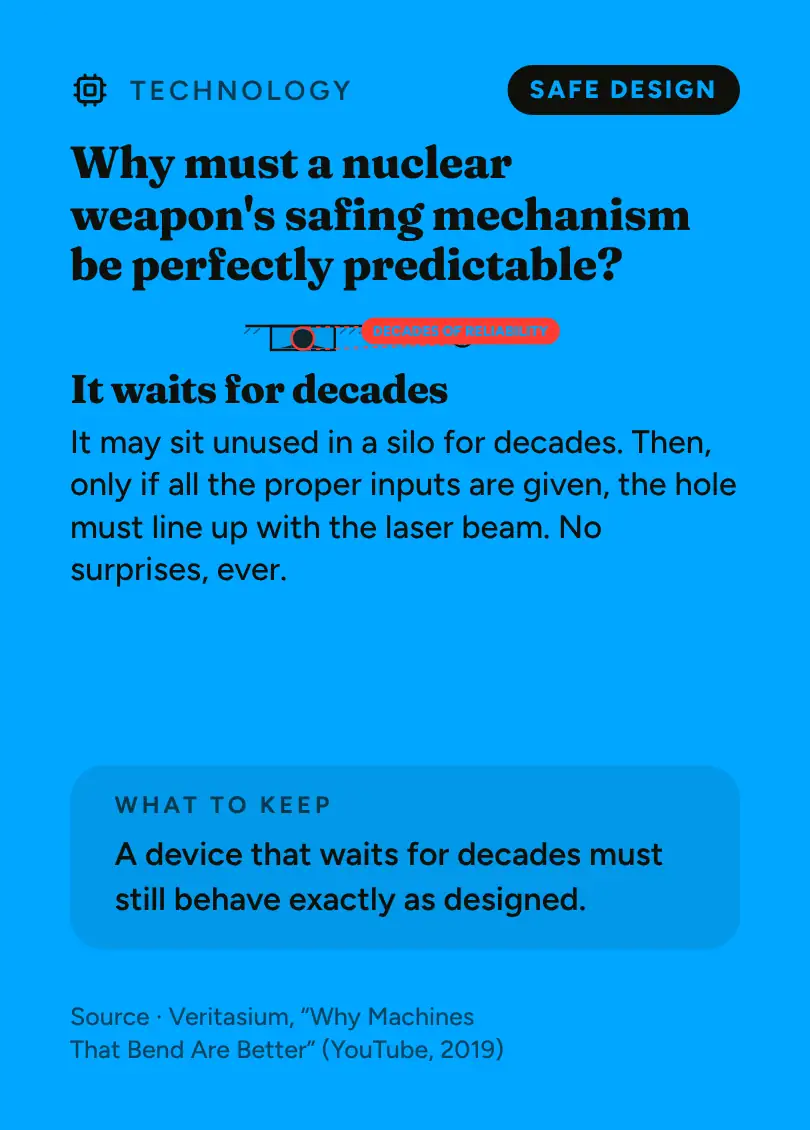 TECHNOLOGY
SAFE DESIGN
Why must a nuclear
weapon's safing mechanism
be perfectly predictable?
DECADES OF RELIABILITY
It waits for decades
It may sit unused in a silo for decades. Then,
only if all the proper inputs are given, the hole
must line up with the laser beam. No
surprises, ever.
WHAT TO KEEP
A device that waits for decades must
still behave exactly as designed.
Source · Veritasium, “Why Machines
That Bend Are Better” (YouTube, 2019)